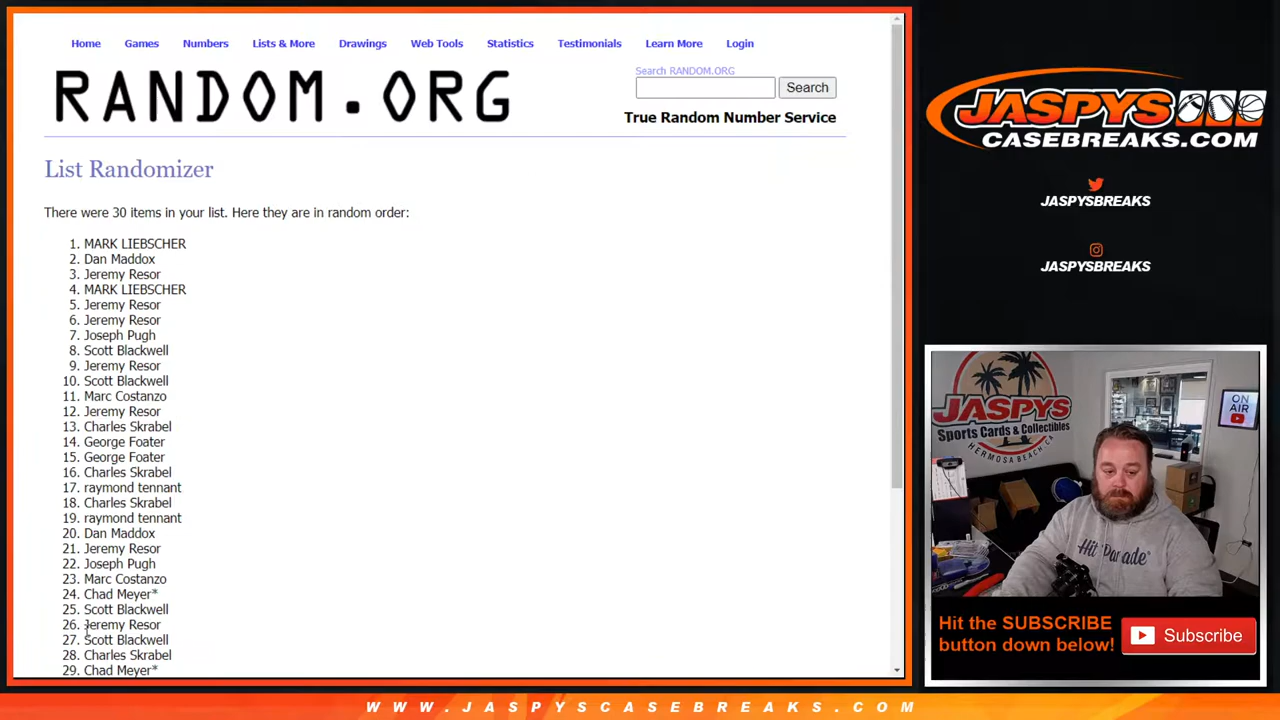 Home Games Numbers Lists & More Drawings Web Tools Statistics Testimonials Learn More Login
RANDOM.ORG
Search RANDOM.ORG
Search
True Random Number Service
List Randomizer
There were 30 items in your list. Here they are in random order:
1. MARK LIEBSCHER
2. Dan Maddox
3. Jeremy Resor
4. MARK LIEBSCHER
5. Jeremy Resor
6. Jeremy Resor
7. Joseph Pugh
8. Scott Blackwell
9. Jeremy Resor
10. Scott Blackwell
11. Marc Costanzo
12. Jeremy Resor
13. Charles Skrabel
14. George Foater
15. George Foater
16. Charles Skrabel
17. raymond tennant
18. Charles Skrabel
19. raymond tennant
20. Dan Maddox
21. Jeremy Resor
22. Joseph Pugh
23. Marc Costanzo
24. Chad Meyer*
25. Scott Blackwell
26. Jeremy Resor
27. Scott Blackwell
28. Charles Skrabel
29. Chad Meyer*
JASPYS
CASEBREAKS.COM
JASPYSBREAKS
JASPYSBREAKS
JASPYS
Sports Cards & Collectibles
HERMOSA BEACH CA
ON
AIR
Hit Parade
Hit the SUBSCRIBE
button down below!
Subscribe
WWW.JASPYSCASEBREAKS.COM